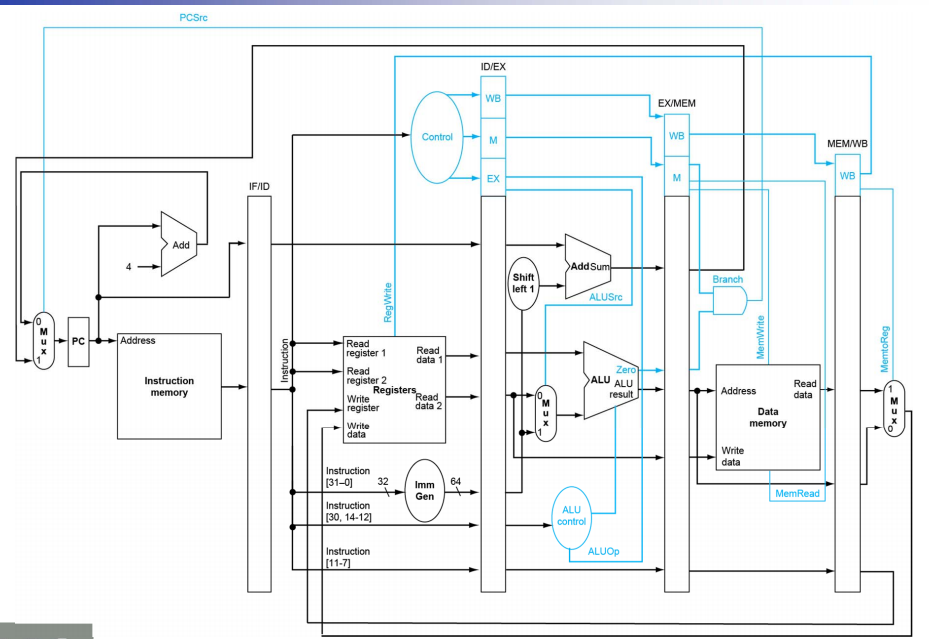 PCSrc
ID/EX
WB
EX/MEM
Control
M
WB
MEM/WB
EX
M
WB
IF/ID
Add
4
Shift
left 1
Add Sum
ALUSrc
Branch
0
M
u
x
1
PC
Address
Instruction
memory
Instruction
RegWrite
Read
register 1
Read
register 2
Write
register
Write
data
Registers
Read
data 1
Read
data 2
0
M
u
x
1
ALU
Zero
ALU
result
MemWrite
Address
Read
data
Data
memory
Write
data
MemRead
MemtoReg
1
M
u
x
0
Instruction
[31–0]
32
Imm
Gen
64
Instruction
[30, 14-12]
ALU
control
ALUOp
Instruction
[11-7]